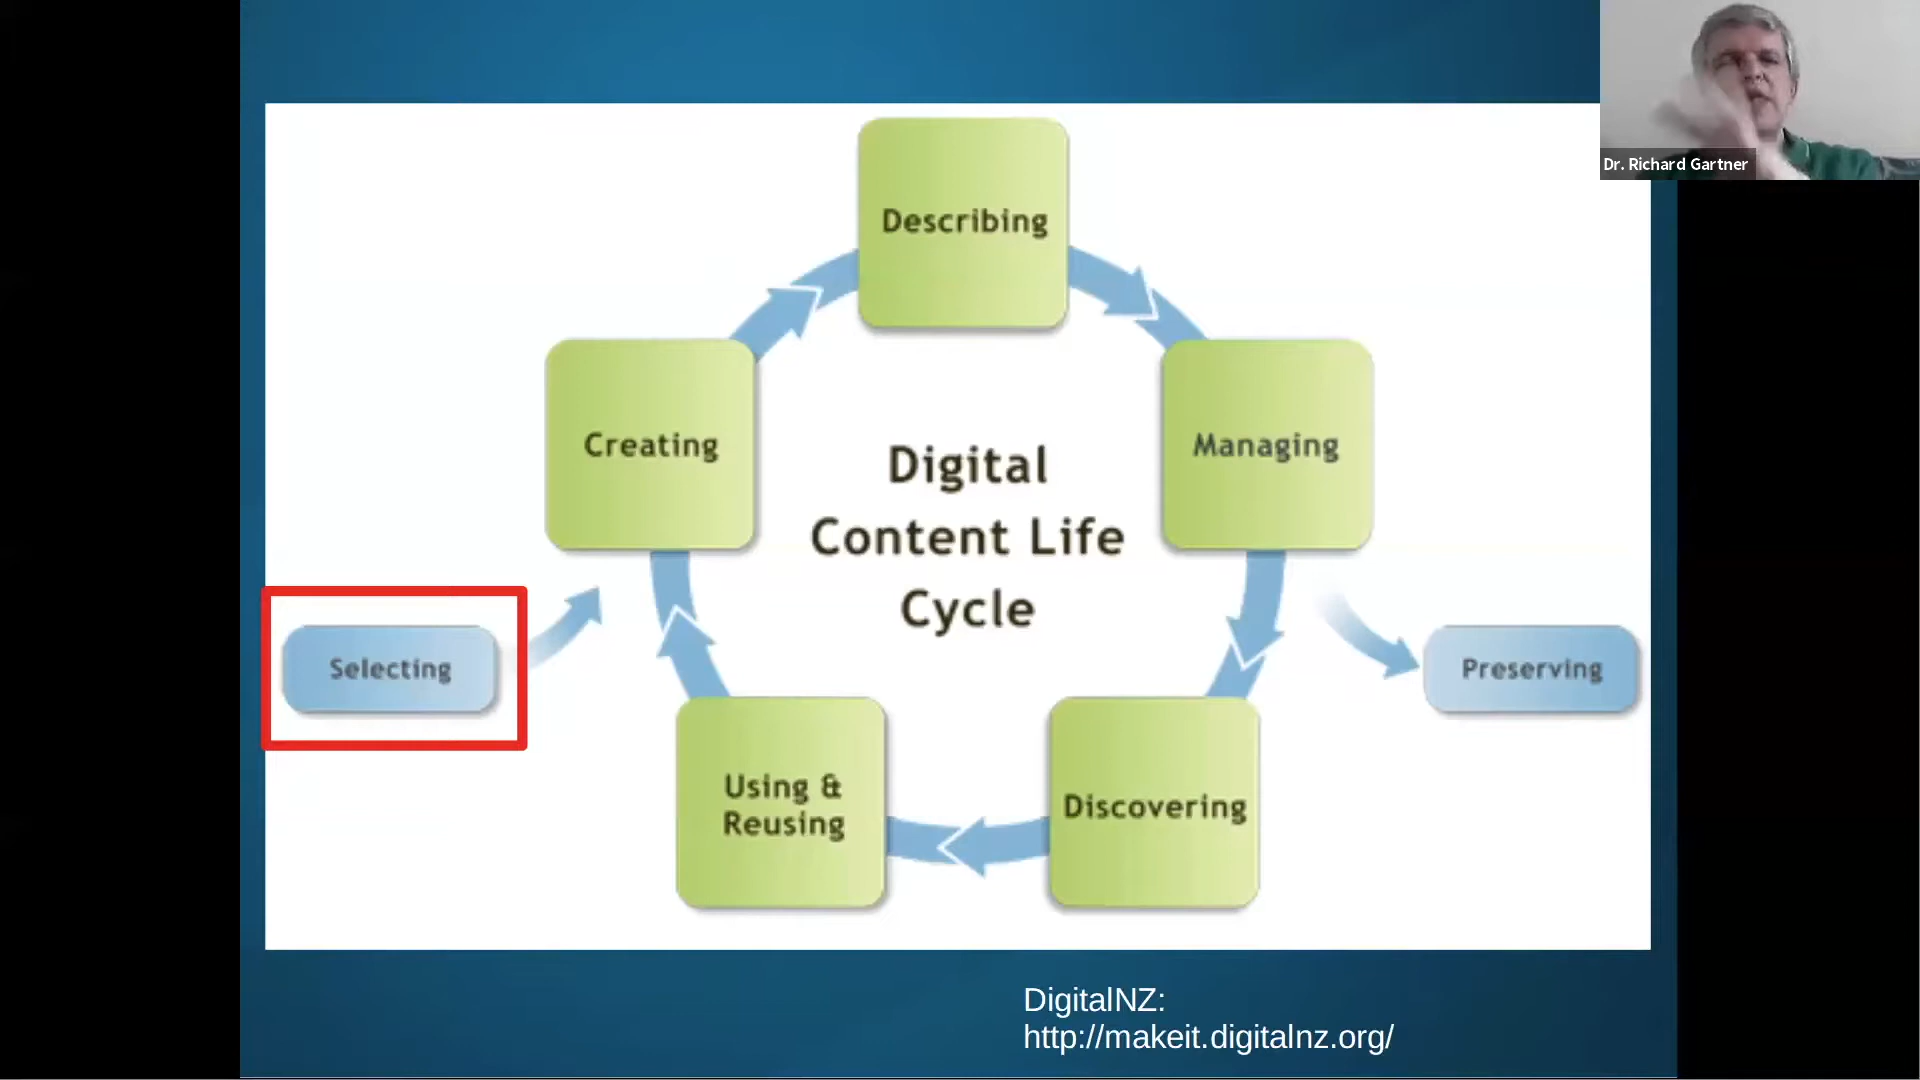 Dr. Richard Gartner
Describing
Creating
Managing
Digital
Content Life
Cycle
Selecting
Preserving
Using &
Reusing
Discovering
DigitalNZ:
http://makeit.digitalnz.org/